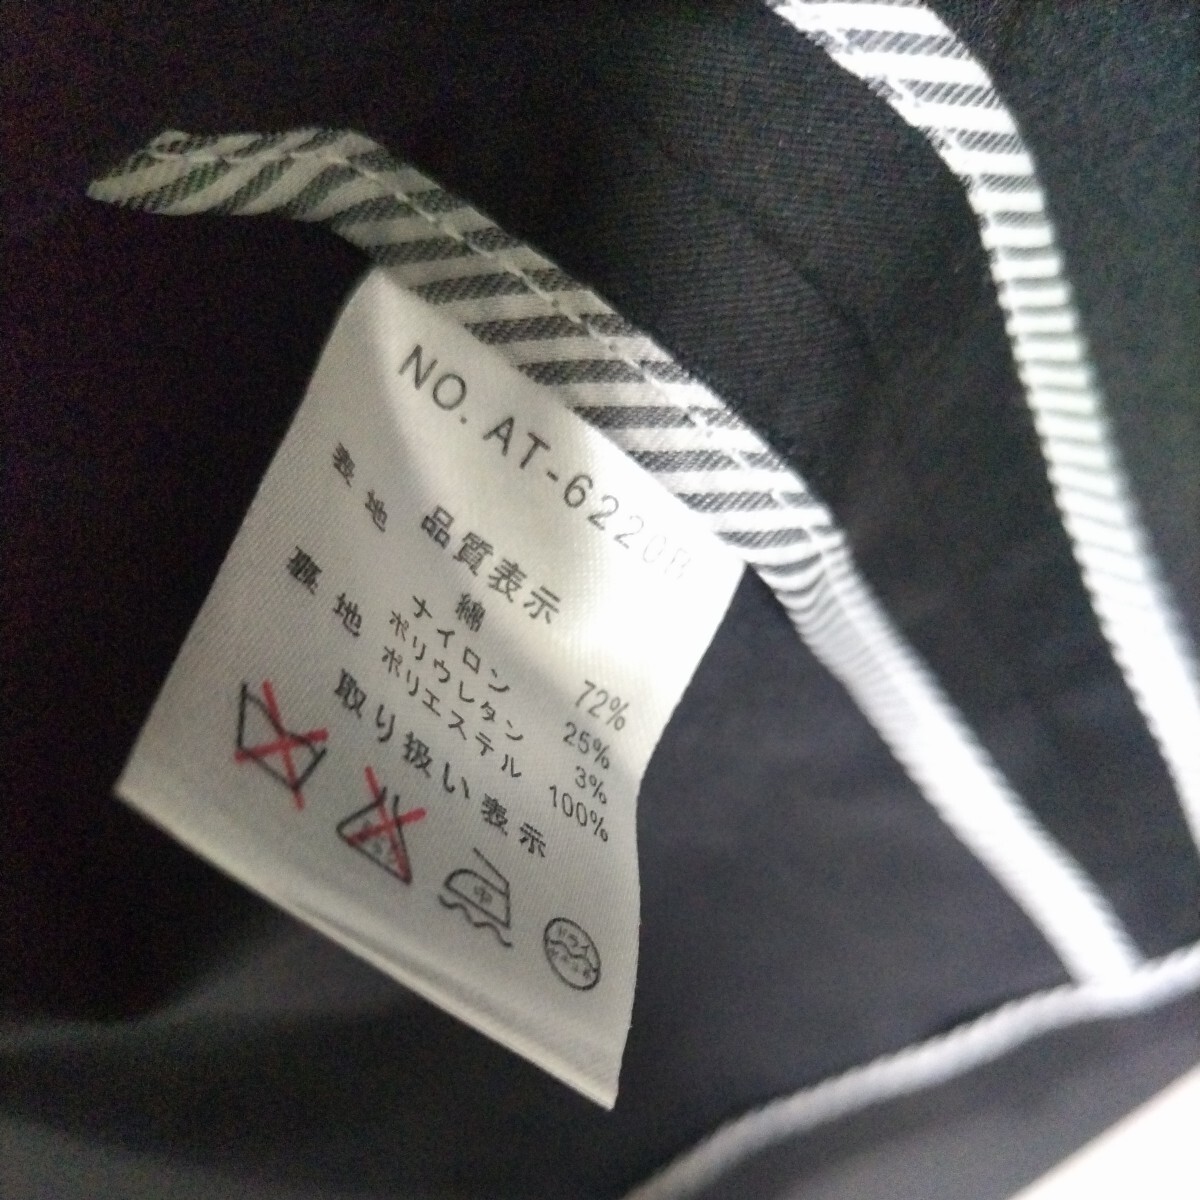 NO. AT-6220R
品質表示
表地 綿 72%
ナイロン 25%
ポリウレタン 3%
裏地 ポリエステル 100%
取り扱い表示
中